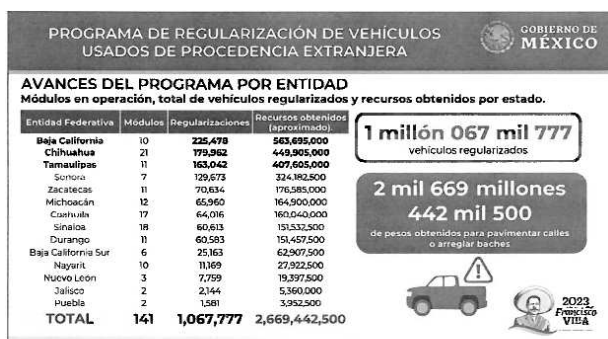 PROGRAMA DE REGULARIZACIÓN DE VEHÍCULOS
USADOS DE PROCEDENCIA EXTRANJERA
GOBIERNO DE
MÉXICO
AVANCES DEL PROGRAMA POR ENTIDAD
Módulos en operación, total de vehículos regularizados y recursos obtenidos por estado.
Entidad Federativa Módulos Regularizaciones Recursos obtenidos (aproximado).
Baja California 10 225,478 563,695,000
Chihuahua 21 179,962 449,905,000
Tamaulipas 11 163,042 407,605,000
Sonora 7 129,673 324,182,500
Zacatecas 11 70,634 176,585,000
Michoacán 12 65,960 164,900,000
Coahuila 17 64,016 160,040,000
Sinaloa 18 60,613 151,532,500
Durango 11 60,583 151,457,500
Baja California Sur 6 25,163 62,907,500
Nayarit 10 11,169 27,922,500
Nuevo León 3 7,759 19,397,500
Jalisco 2 2,144 5,360,000
Puebla 2 1,581 3,952,500
TOTAL 141 1,067,777 2,669,442,500
1 millón 067 mil 777
vehículos regularizados
2 mil 669 millones
442 mil 500
de pesos obtenidos para pavimentar calles
o arreglar baches
2023
Francisco
VILLA